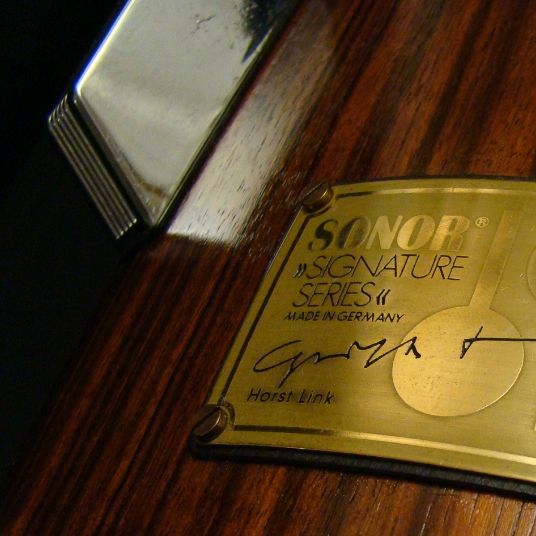 SONOR®
»SIGNATURE
SERIES«
MADE IN GERMANY
Horst Link